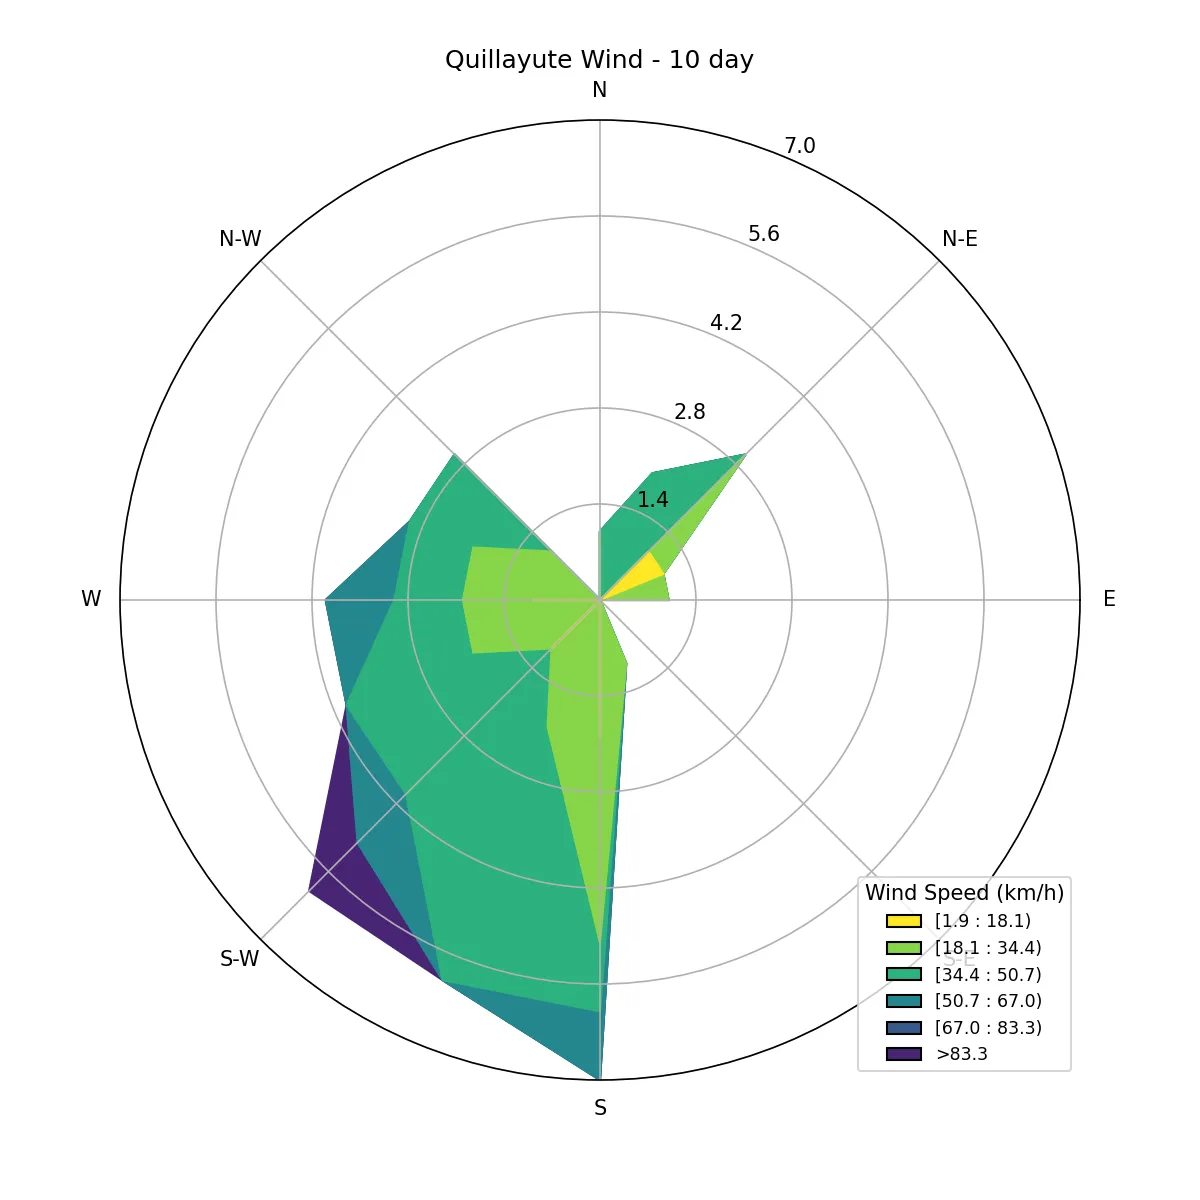 Quillayute Wind - 10 day
N
7.0
5.6
N-W
N-E
4.2
2.8
1.4
W
E
Wind Speed (km/h)
[1.9 : 18.1)
[18.1 : 34.4)
S-W
S-E
[34.4 : 50.7)
[50.7 : 67.0)
[67.0 : 83.3)
>83.3
S